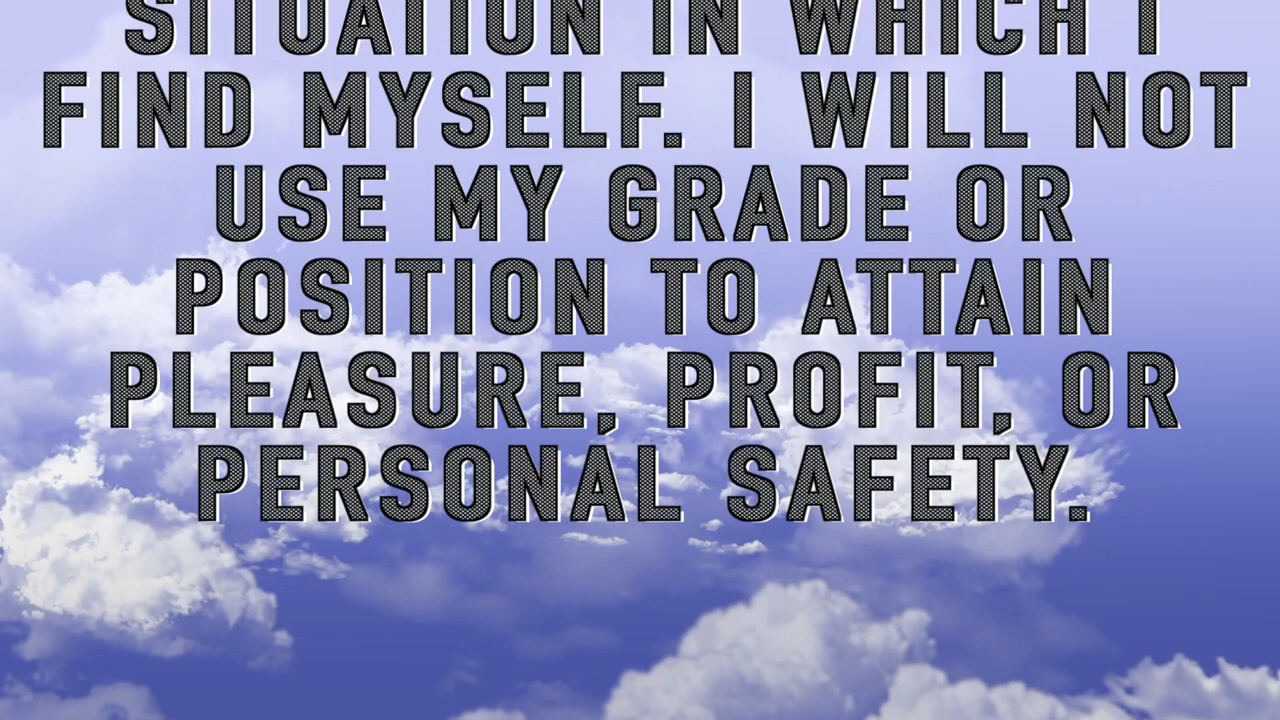 SITUATION IN WHICH I
FIND MYSELF. I WILL NOT
USE MY GRADE OR
POSITION TO ATTAIN
PLEASURE, PROFIT, OR
PERSONAL SAFETY.